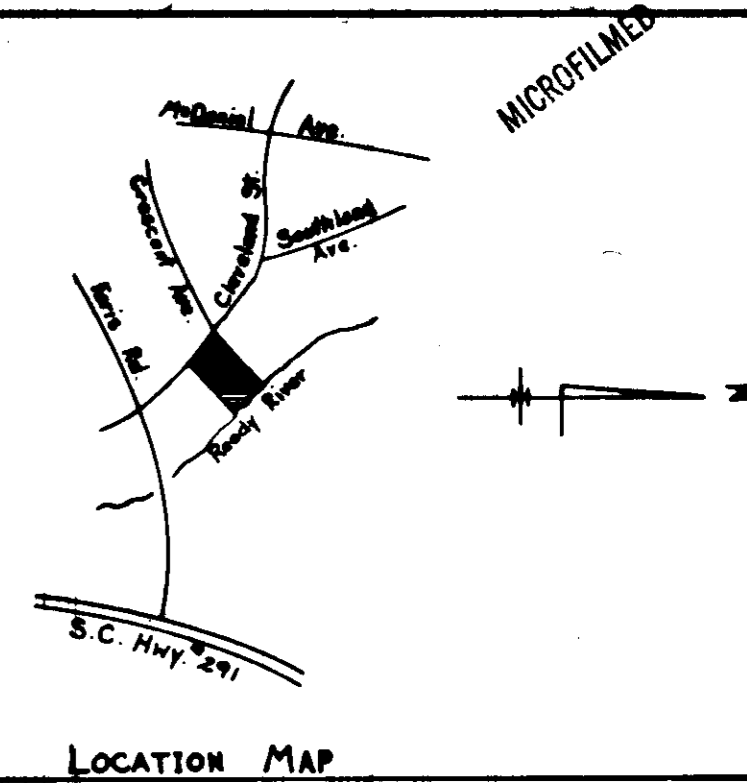 MICROFILMED
McDaniel Ave.
Crescent Ave.
Cleveland St.
Southland
Ave.
Faris Rd.
Reedy River
N
S.C. Hwy. #291
LOCATION MAP